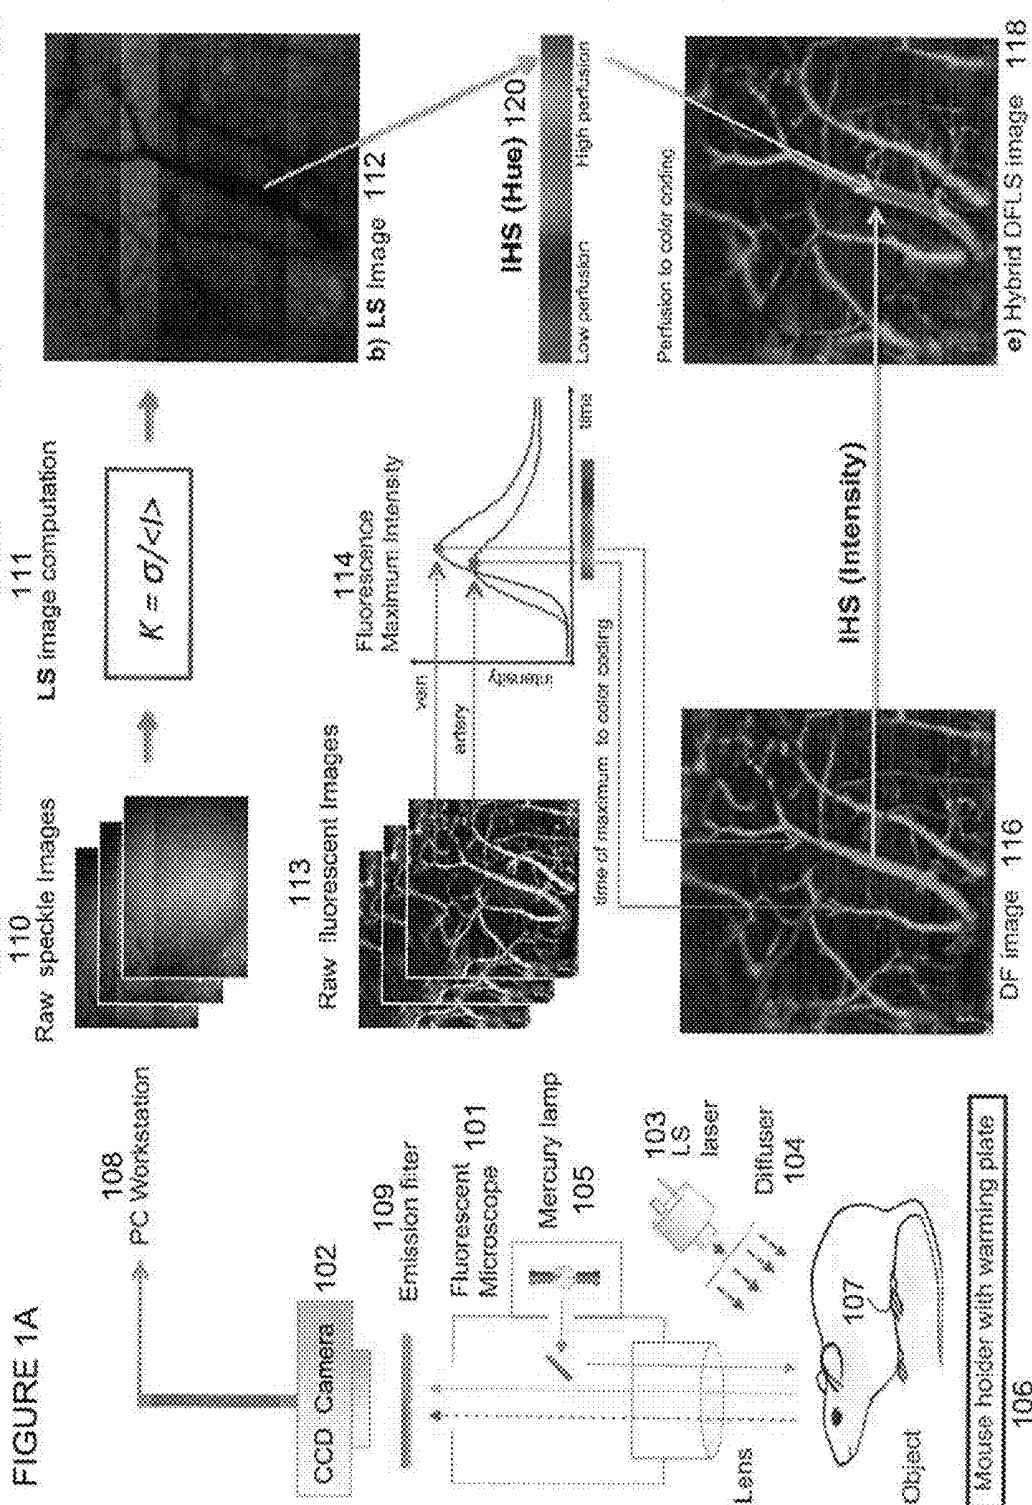 FIGURE 1A
108
PC Workstation
CCD Camera 102
109
Emission filter
Fluorescent
Microscope 101
Mercury lamp
105
103
LS
laser
Diffuser
104
Lens
107
Object
Mouse holder with warming plate
106
110
Raw speckle Images
111
LS image computation
K = σ/<I>
b) LS Image 112
113
Raw fluorescent Images
114
Fluorescence
Maximum Intensity
vein
artery
intensity
time
time of maximum to color coding
IHS (Hue) 120
Low perfusion
High perfusion
DF image 116
IHS (Intensity)
Perfusion to color coding
e) Hybrid DFLS image 118